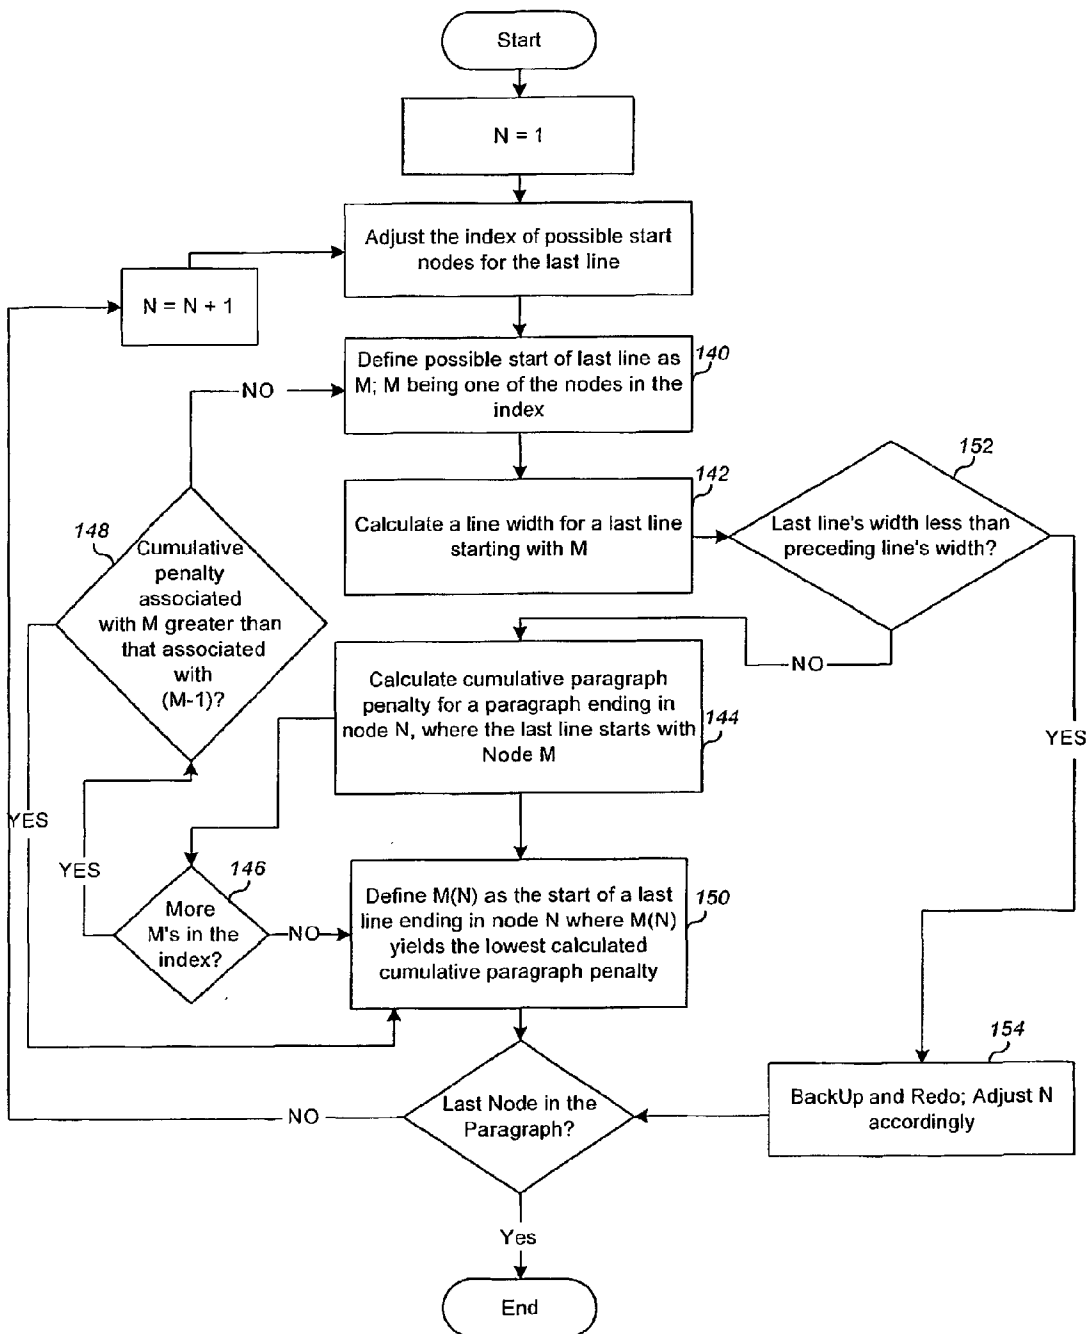 Start
N = 1
Adjust the index of possible start
nodes for the last line
N = N + 1
Define possible start of last line as
M; M being one of the nodes in the
index
140
NO
142
Calculate a line width for a last line
starting with M
152
Last line's width less than
preceding line's width?
148
Cumulative
penalty
associated
with M greater than
that associated
with
(M-1)?
NO
Calculate cumulative paragraph
penalty for a paragraph ending in
node N, where the last line starts with
Node M
144
YES
YES
YES
146
More
M's in the
index?
NO
Define M(N) as the start of a last
line ending in node N where M(N)
yields the lowest calculated
cumulative paragraph penalty
150
154
BackUp and Redo; Adjust N
accordingly
NO
Last Node in the
Paragraph?
Yes
End